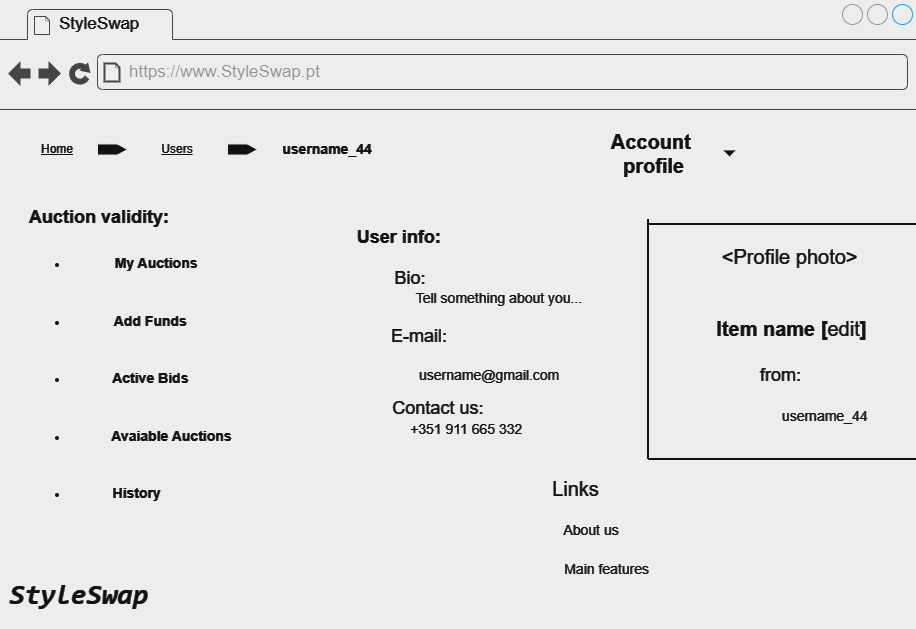 StyleSwap
https://www.StyleSwap.pt
Home
Users
username_44
Account
profile
Auction validity:
My Auctions
Add Funds
Active Bids
Avaiable Auctions
History
User info:
Bio:
Tell something about you...
E-mail:
username@gmail.com
Contact us:
+351 911 665 332
<Profile photo>
Item name [edit]
from:
username_44
Links
About us
Main features
StyleSwap